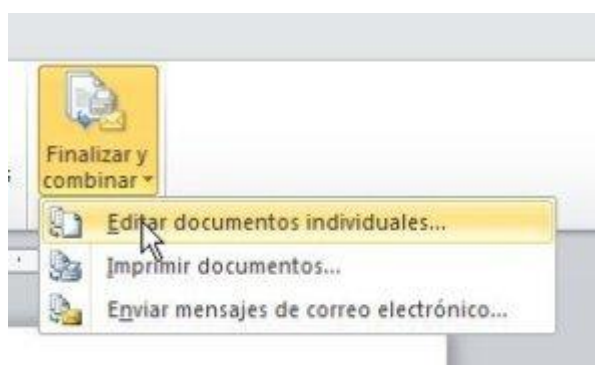 Finalizar y
combinar
Editar documentos individuales...
Imprimir documentos...
Enviar mensajes de correo electrónico...